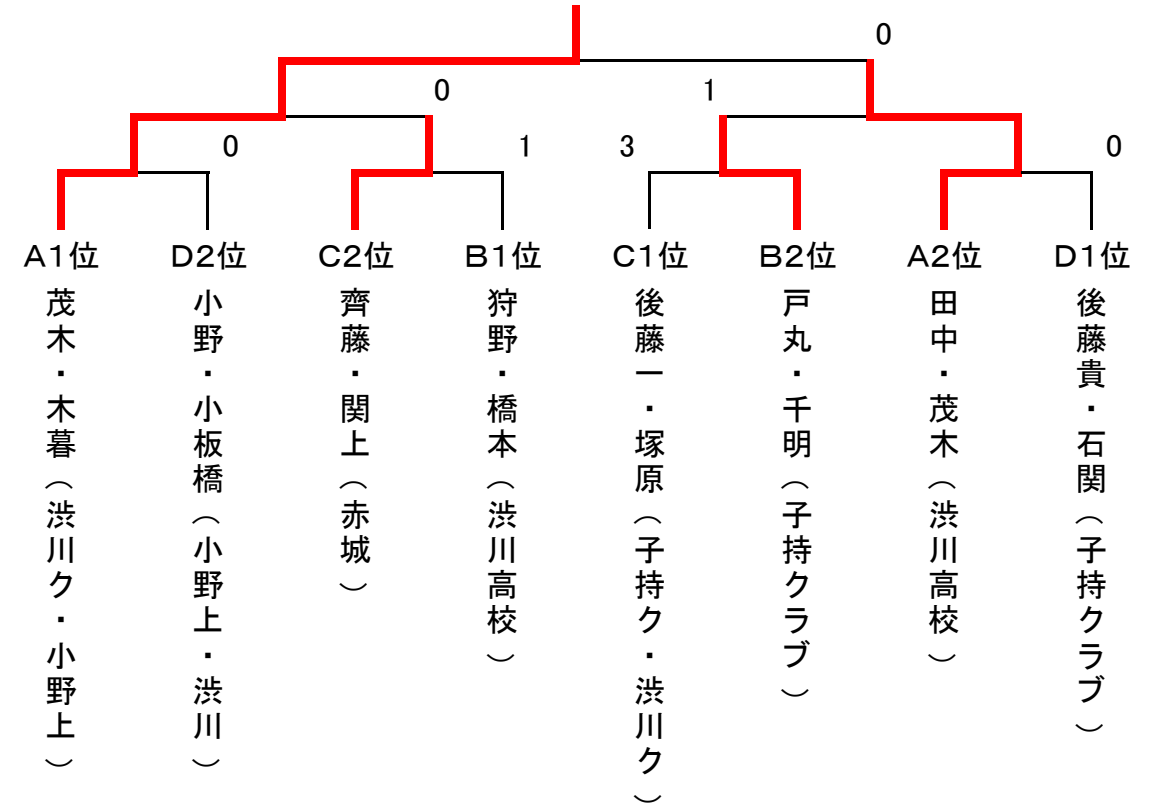 0
0
1
0
1
3
0
A1位
D2位
C2位
B1位
C1位
B2位
A2位
D1位
茂木・木暮(渋川ク・小野上)
小野・小板橋(小野上・渋川)
齊藤・関上(赤城)
狩野・橋本(渋川高校)
後藤一・塚原(子持ク・渋川ク)
戸丸・千明(子持クラブ)
田中・茂木(渋川高校)
後藤貴・石関(子持クラブ)